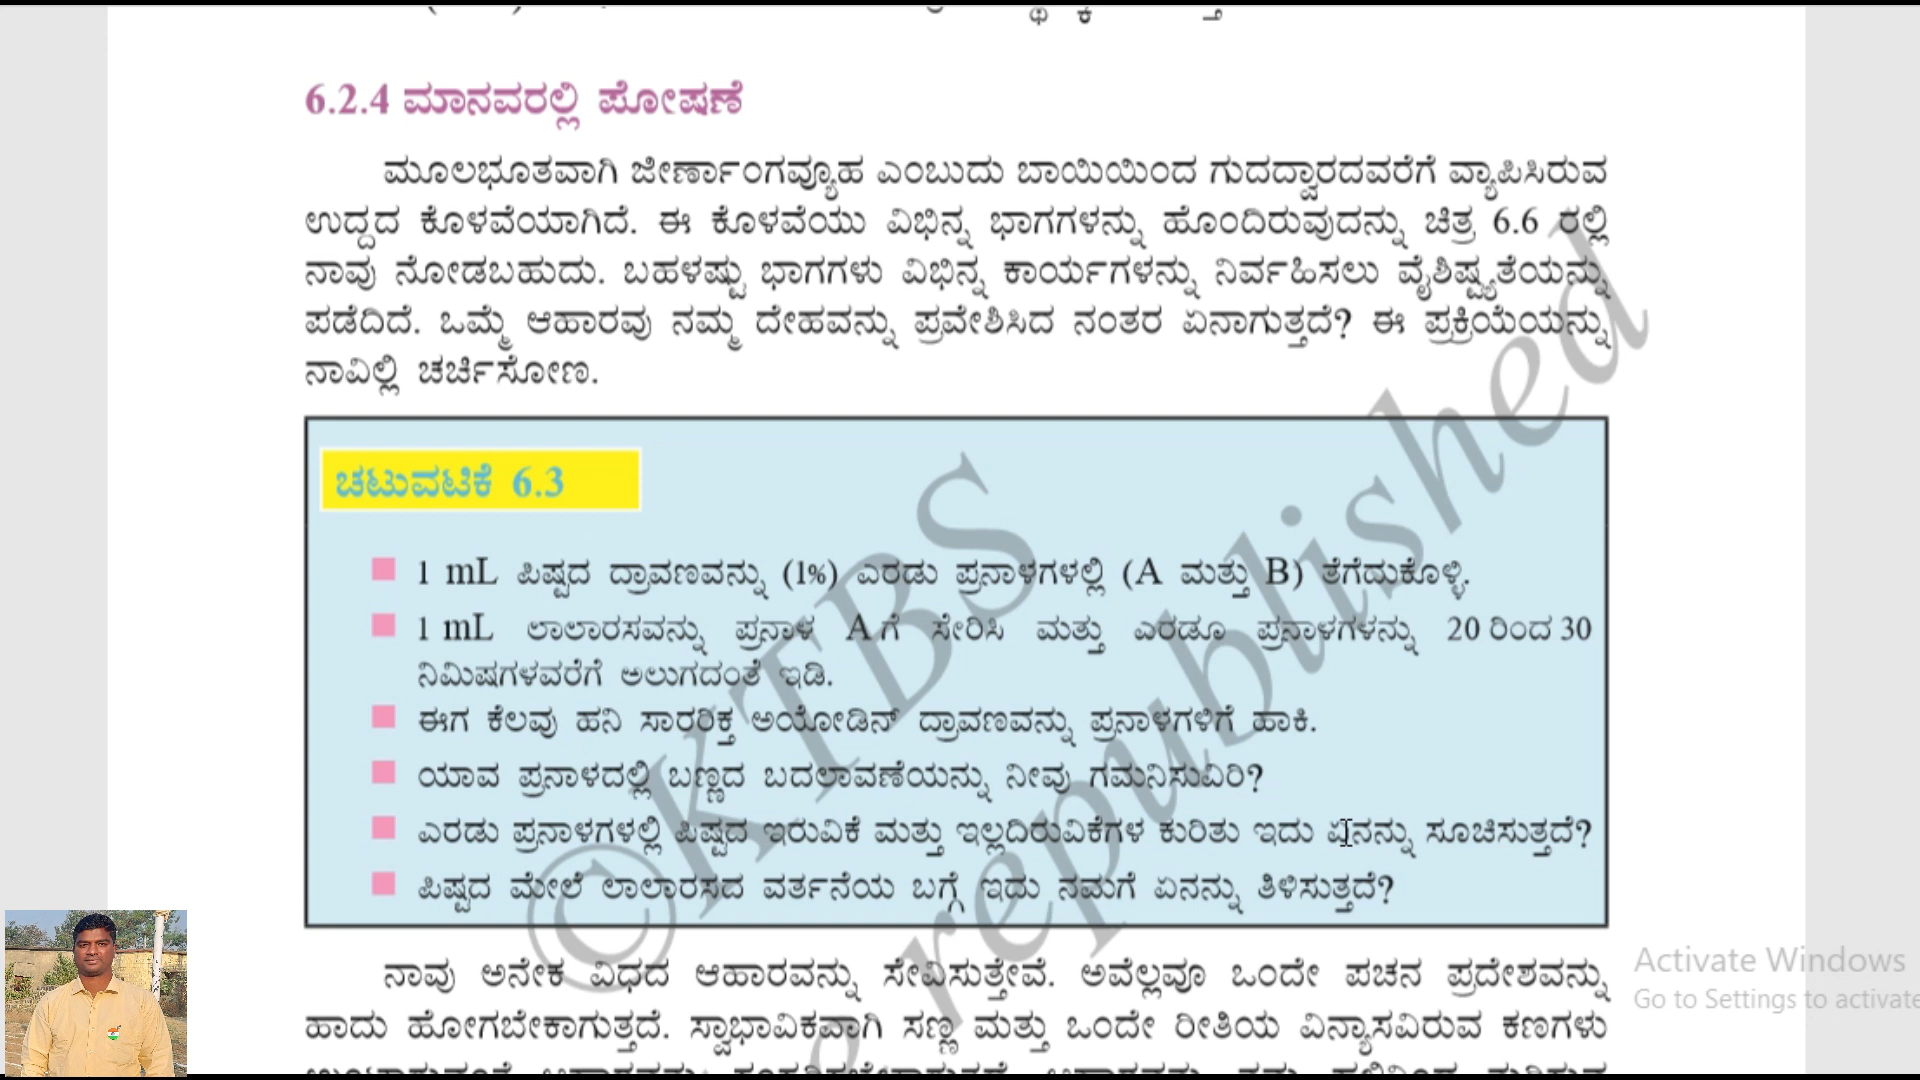 6.2.4 ಮಾನವರಲ್ಲಿ ಪೋಷಣೆ
ಮೂಲಭೂತವಾಗಿ ಜೀರ್ಣಾಂಗವ್ಯೂಹ ಎಂಬುದು ಬಾಯಿಯಿಂದ ಗುದದ್ವಾರದವರೆಗೆ ವ್ಯಾಪಿಸಿರುವ
ಉದ್ದದ ಕೊಳವೆಯಾಗಿದೆ. ಈ ಕೊಳವೆಯು ವಿಭಿನ್ನ ಭಾಗಗಳನ್ನು ಹೊಂದಿರುವುದನ್ನು ಚಿತ್ರ 6.6 ರಲ್ಲಿ
ನಾವು ನೋಡಬಹುದು. ಬಹಳಷ್ಟು ಭಾಗಗಳು ವಿಭಿನ್ನ ಕಾರ್ಯಗಳನ್ನು ನಿರ್ವಹಿಸಲು ವೈಶಿಷ್ಟ್ಯತೆಯನ್ನು
ಪಡೆದಿದೆ. ಒಮ್ಮೆ ಆಹಾರವು ನಮ್ಮ ದೇಹವನ್ನು ಪ್ರವೇಶಿಸಿದ ನಂತರ ಏನಾಗುತ್ತದೆ? ಈ ಪ್ರಕ್ರಿಯೆಯನ್ನು
ನಾವಿಲ್ಲಿ ಚರ್ಚಿಸೋಣ.
ಚಟುವಟಿಕೆ 6.3
1 mL ಪಿಷ್ಟದ ದ್ರಾವಣವನ್ನು (1%) ಎರಡು ಪ್ರನಾಳಗಳಲ್ಲಿ (A ಮತ್ತು B) ತೆಗೆದುಕೊಳ್ಳಿ.
1 mL ಲಾಲಾರಸವನ್ನು ಪ್ರನಾಳ A ಗೆ ಸೇರಿಸಿ ಮತ್ತು ಎರಡೂ ಪ್ರನಾಳಗಳನ್ನು 20 ರಿಂದ 30
ನಿಮಿಷಗಳವರೆಗೆ ಅಲುಗದಂತೆ ಇಡಿ.
ಈಗ ಕೆಲವು ಹನಿ ಸಾರರಿಕ್ತ ಅಯೋಡಿನ್ ದ್ರಾವಣವನ್ನು ಪ್ರನಾಳಗಳಿಗೆ ಹಾಕಿ.
ಯಾವ ಪ್ರನಾಳದಲ್ಲಿ ಬಣ್ಣದ ಬದಲಾವಣೆಯನ್ನು ನೀವು ಗಮನಿಸುವಿರಿ?
ಎರಡು ಪ್ರನಾಳಗಳಲ್ಲಿ ಪಿಷ್ಟದ ಇರುವಿಕೆ ಮತ್ತು ಇಲ್ಲದಿರುವಿಕೆಗಳ ಕುರಿತು ಇದು ಏನನ್ನು ಸೂಚಿಸುತ್ತದೆ?
ಪಿಷ್ಟದ ಮೇಲೆ ಲಾಲಾರಸದ ವರ್ತನೆಯ ಬಗ್ಗೆ ಇದು ನಮಗೆ ಏನನ್ನು ತಿಳಿಸುತ್ತದೆ?
ನಾವು ಅನೇಕ ವಿಧದ ಆಹಾರವನ್ನು ಸೇವಿಸುತ್ತೇವೆ. ಅವೆಲ್ಲವೂ ಒಂದೇ ಪಚನ ಪ್ರದೇಶವನ್ನು
ಹಾದು ಹೋಗಬೇಕಾಗುತ್ತದೆ. ಸ್ವಾಭಾವಿಕವಾಗಿ ಸಣ್ಣ ಮತ್ತು ಒಂದೇ ರೀತಿಯ ವಿನ್ಯಾಸವಿರುವ ಕಣಗಳು
©KTBS
republished
Activate Windows
Go to Settings to activate